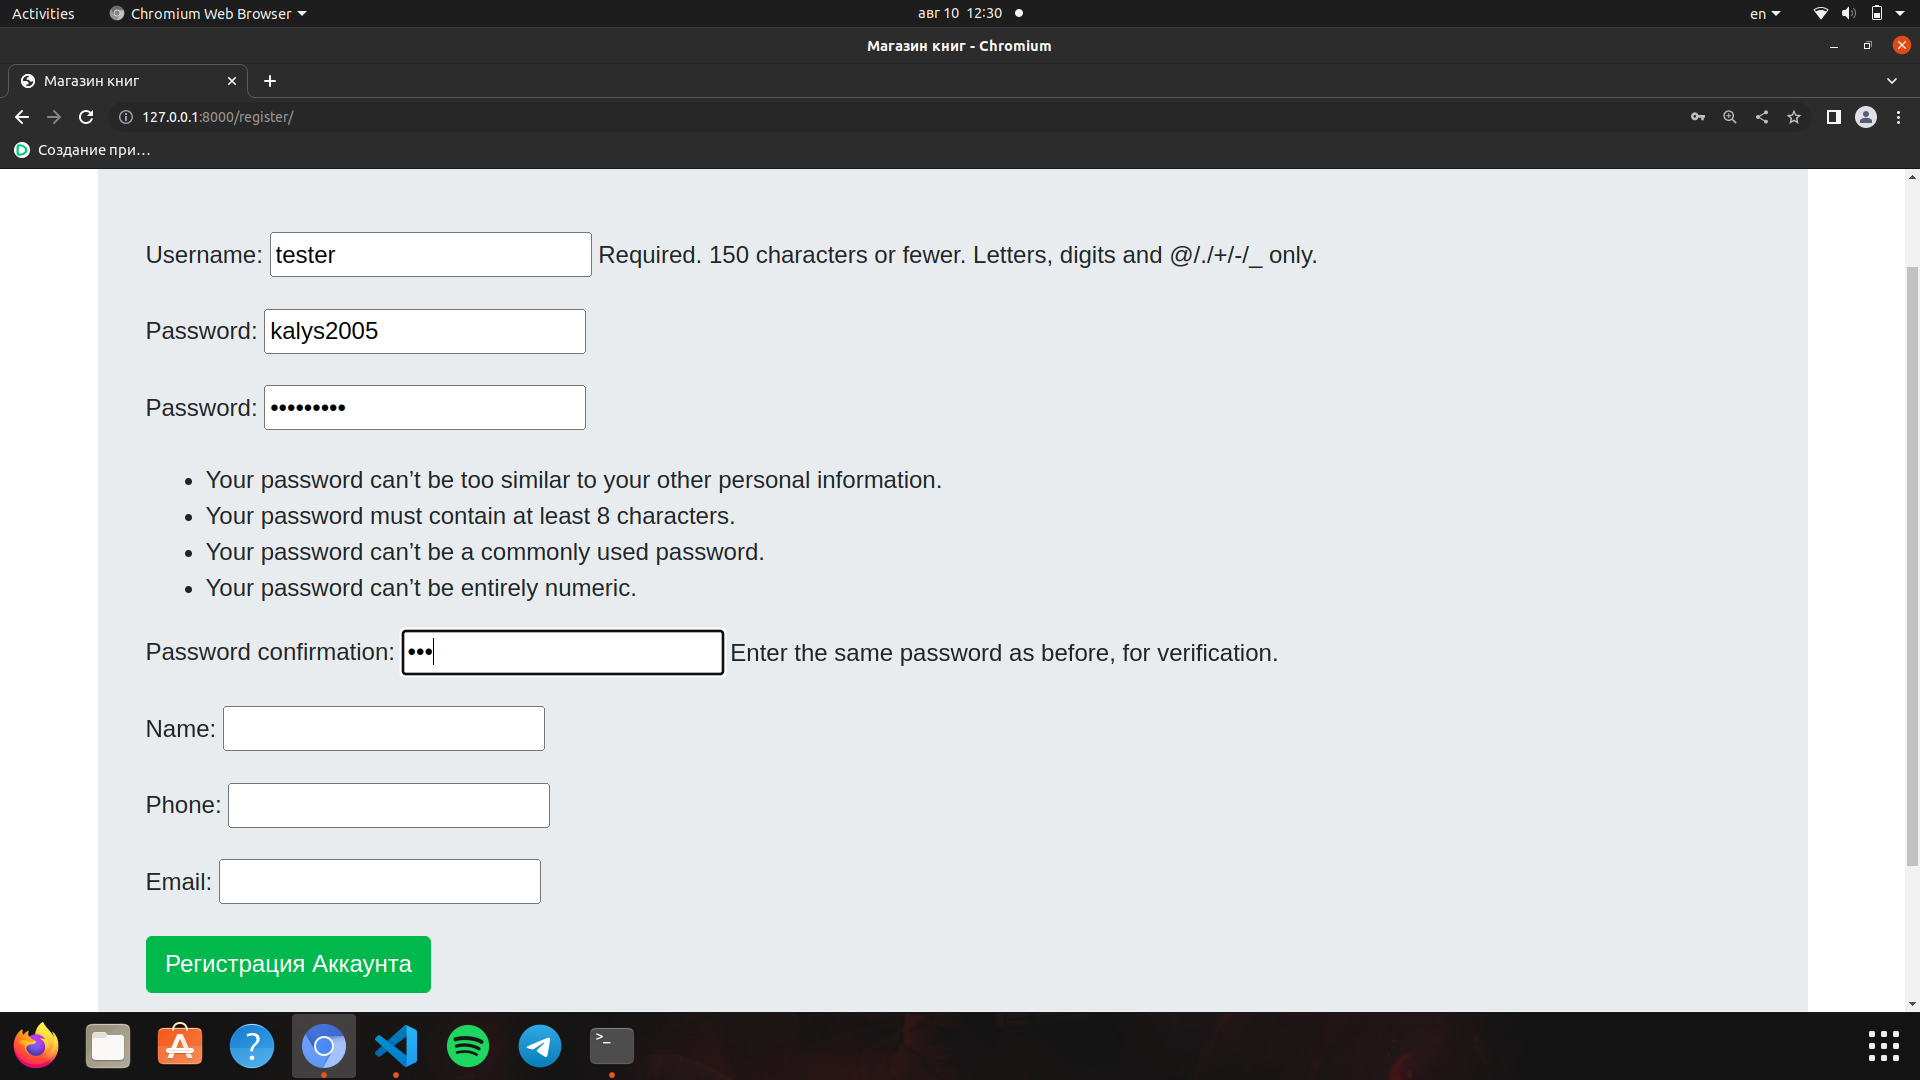 Activities
Chromium Web Browser
авг 10 12:30
en
Магазин книг - Chromium
Магазин книг
127.0.0.1:8000/register/
Создание при…
Username: tester Required. 150 characters or fewer. Letters, digits and @/./+/-/_ only.
Password: kalys2005
Password: •••••••••
• Your password can’t be too similar to your other personal information.
• Your password must contain at least 8 characters.
• Your password can’t be a commonly used password.
• Your password can’t be entirely numeric.
Password confirmation: ••• Enter the same password as before, for verification.
Name:
Phone:
Email:
Регистрация Аккаунта